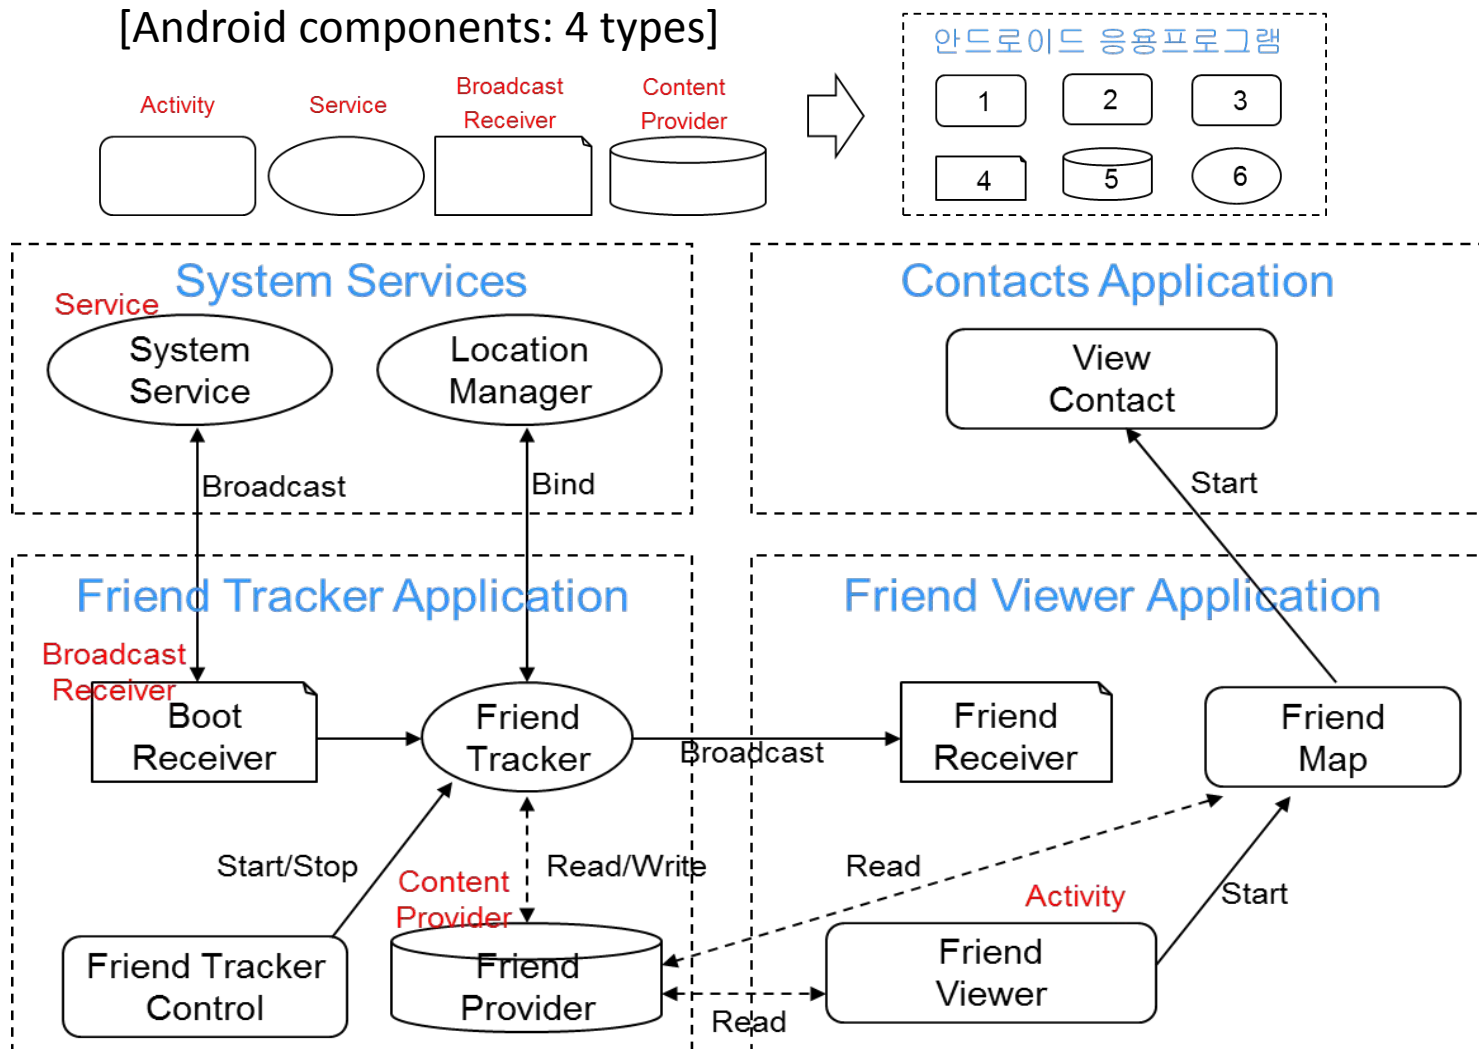 [Android components: 4 types]
Activity
Service
Broadcast
Receiver
Content
Provider
안드로이드 응용프로그램
1
2
3
4
5
6
System Services
Service
System
Service
Location
Manager
Broadcast
Bind
Contacts Application
View
Contact
Start
Friend Tracker Application
Broadcast
Receiver
Boot
Receiver
Friend
Tracker
Broadcast
Start/Stop
Read/Write
Content
Provider
Friend Tracker
Control
Friend
Provider
Friend Viewer Application
Friend
Receiver
Friend
Map
Read
Activity
Start
Friend
Viewer
Read